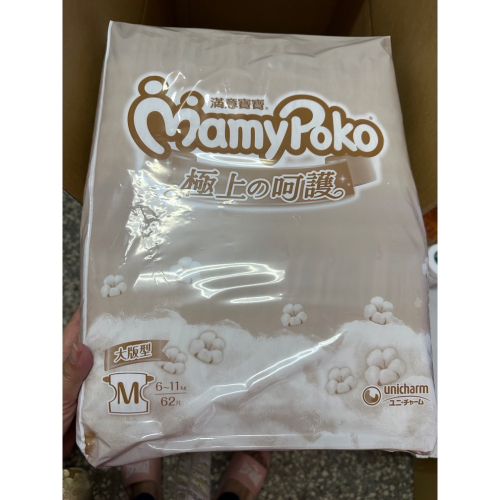 滿意寶寶®
MamyPoko
極上の呵護
大版型
M
6~11kg
62片
unicharm
ユニ・チャーム